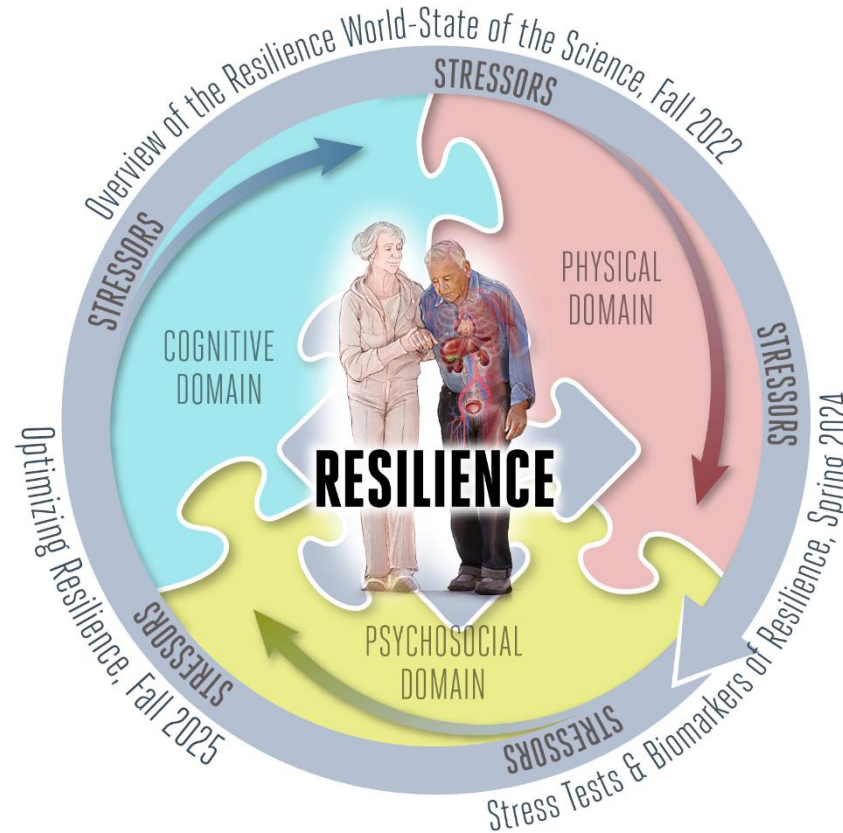 Overview of the Resilience World-State of the Science, Fall 2022
STRESSORS
STRESSORS
PHYSICAL
DOMAIN
STRESSORS
COGNITIVE
DOMAIN
RESILIENCE
PSYCHOSOCIAL
DOMAIN
STRESSORS
STRESSORS
Optimizing Resilience, Fall 2025
Stress Tests & Biomarkers of Resilience, Spring 2024